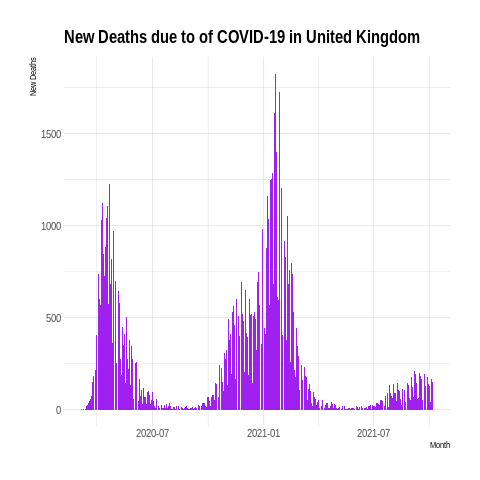 New Deaths due to of COVID-19 in United Kingdom
New Deaths
1500
1000
500
0
2020-07
2021-01
2021-07
Month